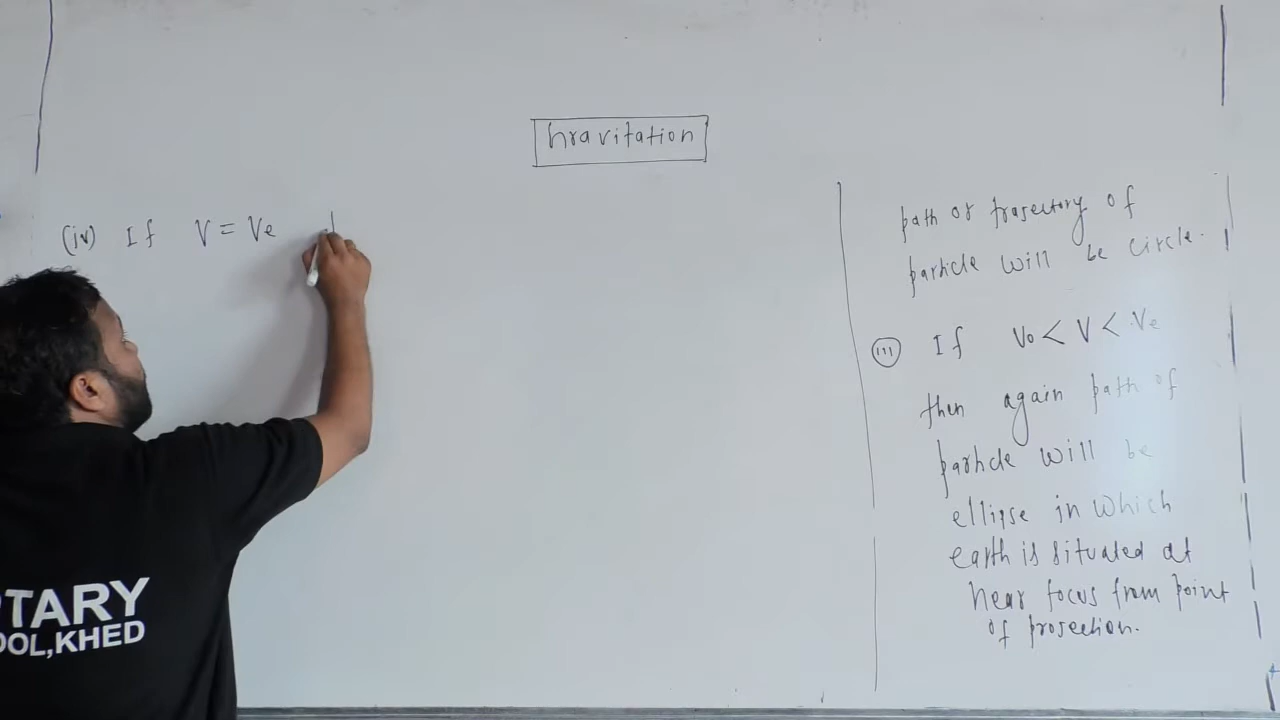 Gravitation
(iv) If V = Ve
path or trajectory of
particle will be circle.
(iii) If Vo < V < Ve
then again path of
particle will be
ellipse in which
earth is situated at
near focus from point
of projection.
TARY
OOL,KHED